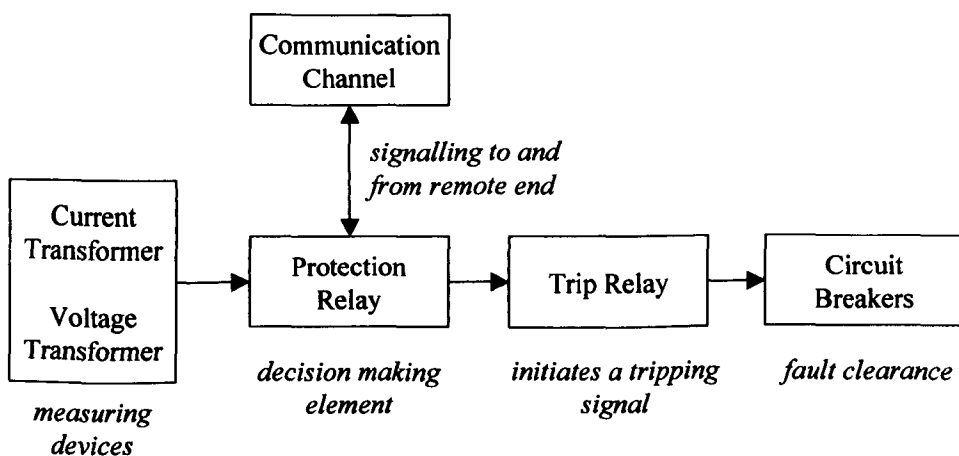 Communication
Channel
signalling to and
from remote end
Current
Transformer
Voltage
Transformer
measuring
devices
Protection
Relay
decision making
element
Trip Relay
initiates a tripping
signal
Circuit
Breakers
fault clearance